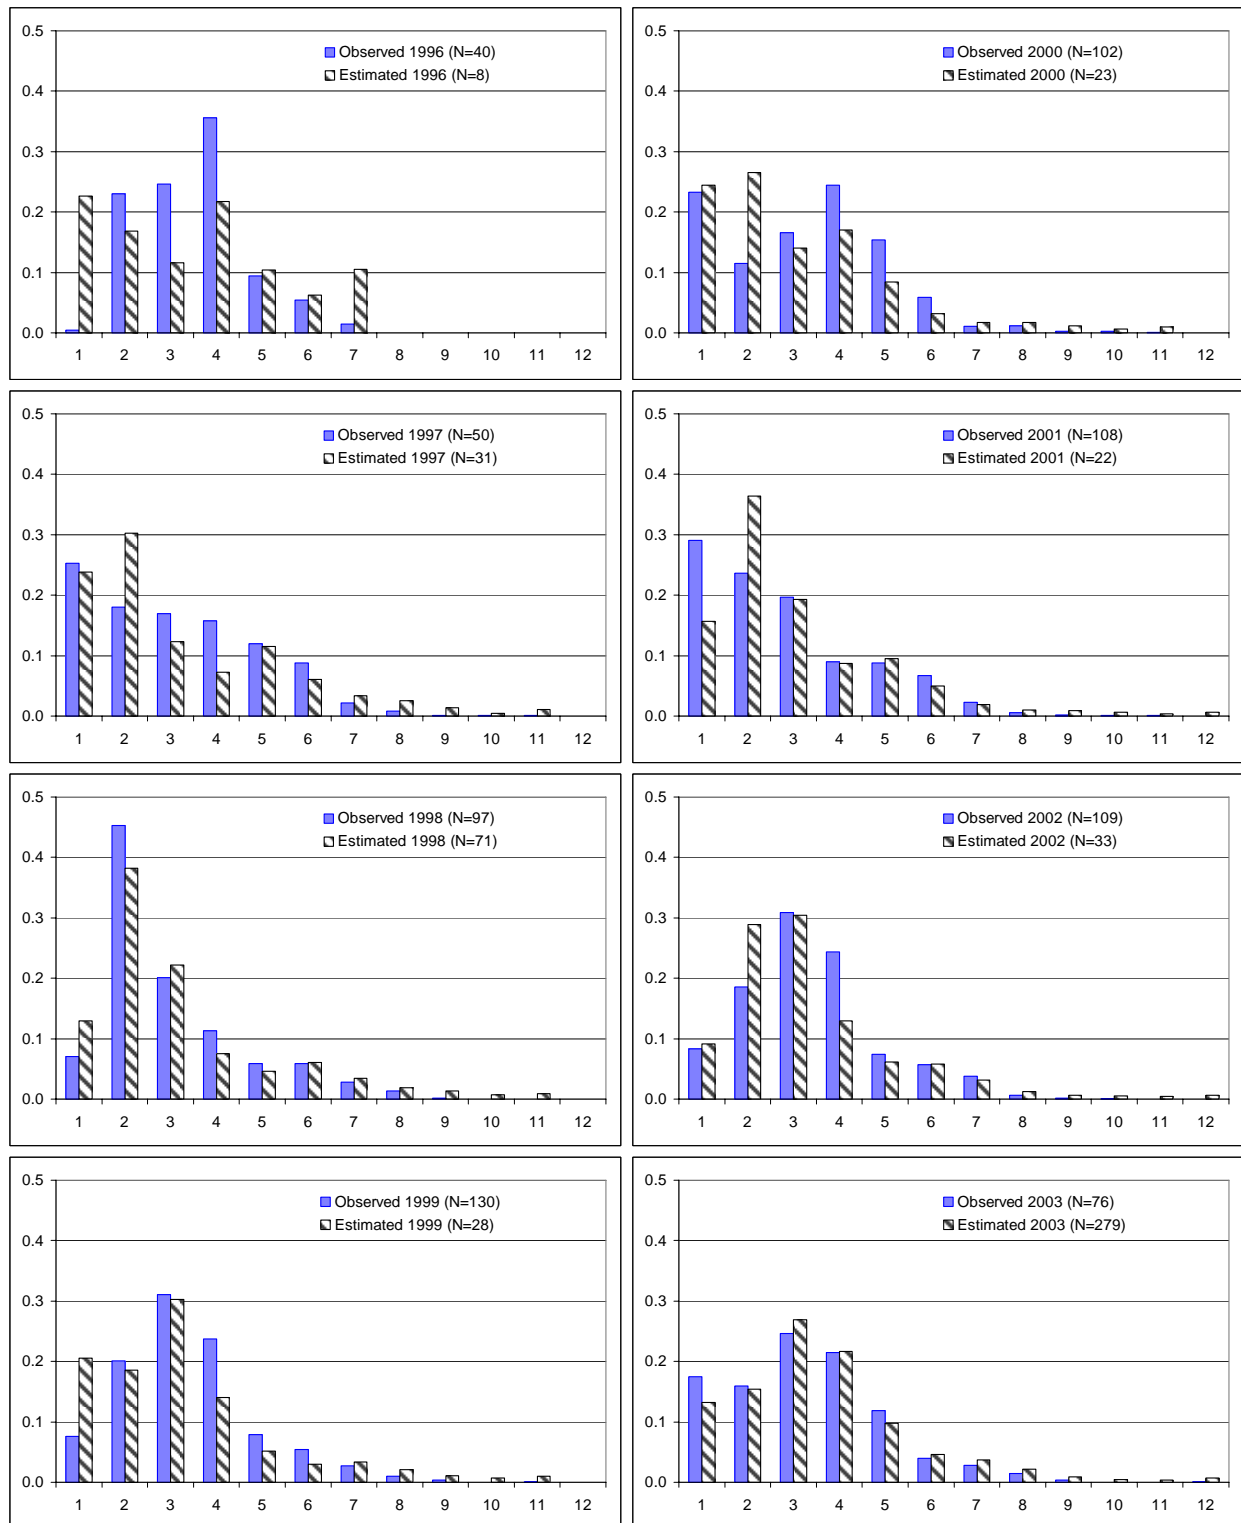 0.5
Observed 1996 (N=40)
Estimated 1996 (N=8)
0.4
0.3
0.2
0.1
0.0
1 2 3 4 5 6 7 8 9 10 11 12
0.5
Observed 2000 (N=102)
Estimated 2000 (N=23)
0.4
0.3
0.2
0.1
0.0
1 2 3 4 5 6 7 8 9 10 11 12
0.5
Observed 1997 (N=50)
Estimated 1997 (N=31)
0.4
0.3
0.2
0.1
0.0
1 2 3 4 5 6 7 8 9 10 11 12
0.5
Observed 2001 (N=108)
Estimated 2001 (N=22)
0.4
0.3
0.2
0.1
0.0
1 2 3 4 5 6 7 8 9 10 11 12
0.5
Observed 1998 (N=97)
Estimated 1998 (N=71)
0.4
0.3
0.2
0.1
0.0
1 2 3 4 5 6 7 8 9 10 11 12
0.5
Observed 2002 (N=109)
Estimated 2002 (N=33)
0.4
0.3
0.2
0.1
0.0
1 2 3 4 5 6 7 8 9 10 11 12
0.5
Observed 1999 (N=130)
Estimated 1999 (N=28)
0.4
0.3
0.2
0.1
0.0
1 2 3 4 5 6 7 8 9 10 11 12
0.5
Observed 2003 (N=76)
Estimated 2003 (N=279)
0.4
0.3
0.2
0.1
0.0
1 2 3 4 5 6 7 8 9 10 11 12